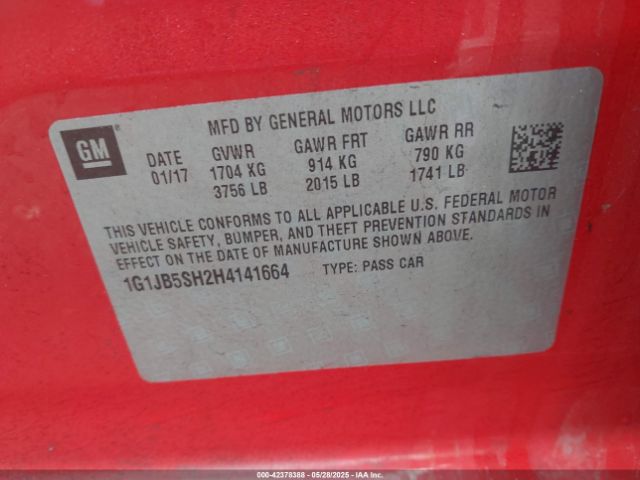 MFD BY GENERAL MOTORS LLC
GM
DATE GVWR GAWR FRT GAWR RR
01/17 1704 KG 914 KG 790 KG
3756 LB 2015 LB 1741 LB
THIS VEHICLE CONFORMS TO ALL APPLICABLE U.S. FEDERAL MOTOR
VEHICLE SAFETY, BUMPER, AND THEFT PREVENTION STANDARDS IN
EFFECT ON THE DATE OF MANUFACTURE SHOWN ABOVE.
1G1JB5SH2H4141664 TYPE: PASS CAR
000-42378388 - 05/28/2025 - IAA Inc.